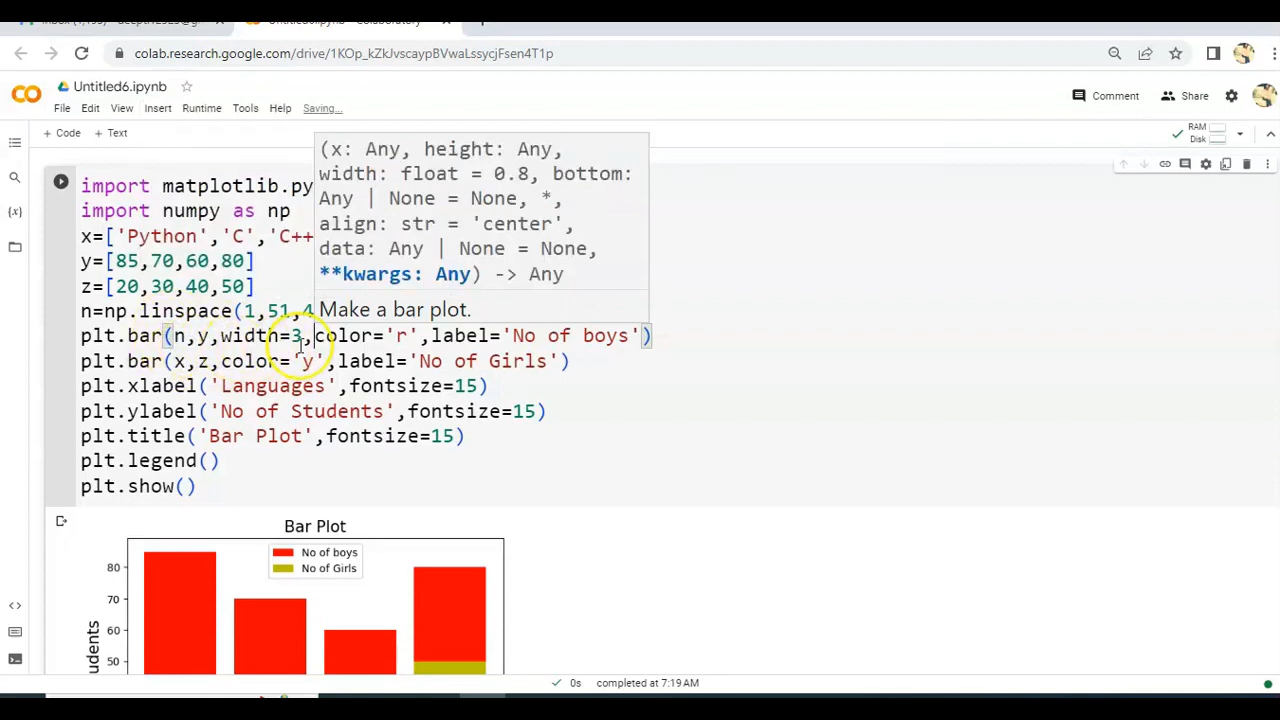 colab.research.google.com/drive/1KOp_kZkJvscaypBVwaLssycjFsen4T1p
Untitled6.ipynb
File Edit View Insert Runtime Tools Help Saving...
Comment Share
+ Code + Text
RAM
Disk
(x: Any, height: Any,
width: float = 0.8, bottom:
Any | None = None, *,
align: str = 'center',
data: Any | None = None,
**kwargs: Any) -> Any
Make a bar plot.
import matplotlib.py
import numpy as np
x=['Python','C','C++
y=[85,70,60,80]
z=[20,30,40,50]
n=np.linspace(1,51,4
plt.bar(n,y,width=3,color='r',label='No of boys')
plt.bar(x,z,color='y',label='No of Girls')
plt.xlabel('Languages',fontsize=15)
plt.ylabel('No of Students',fontsize=15)
plt.title('Bar Plot',fontsize=15)
plt.legend()
plt.show()
Bar Plot
No of boys
No of Girls
80
70
60
50
udents
0s completed at 7:19 AM